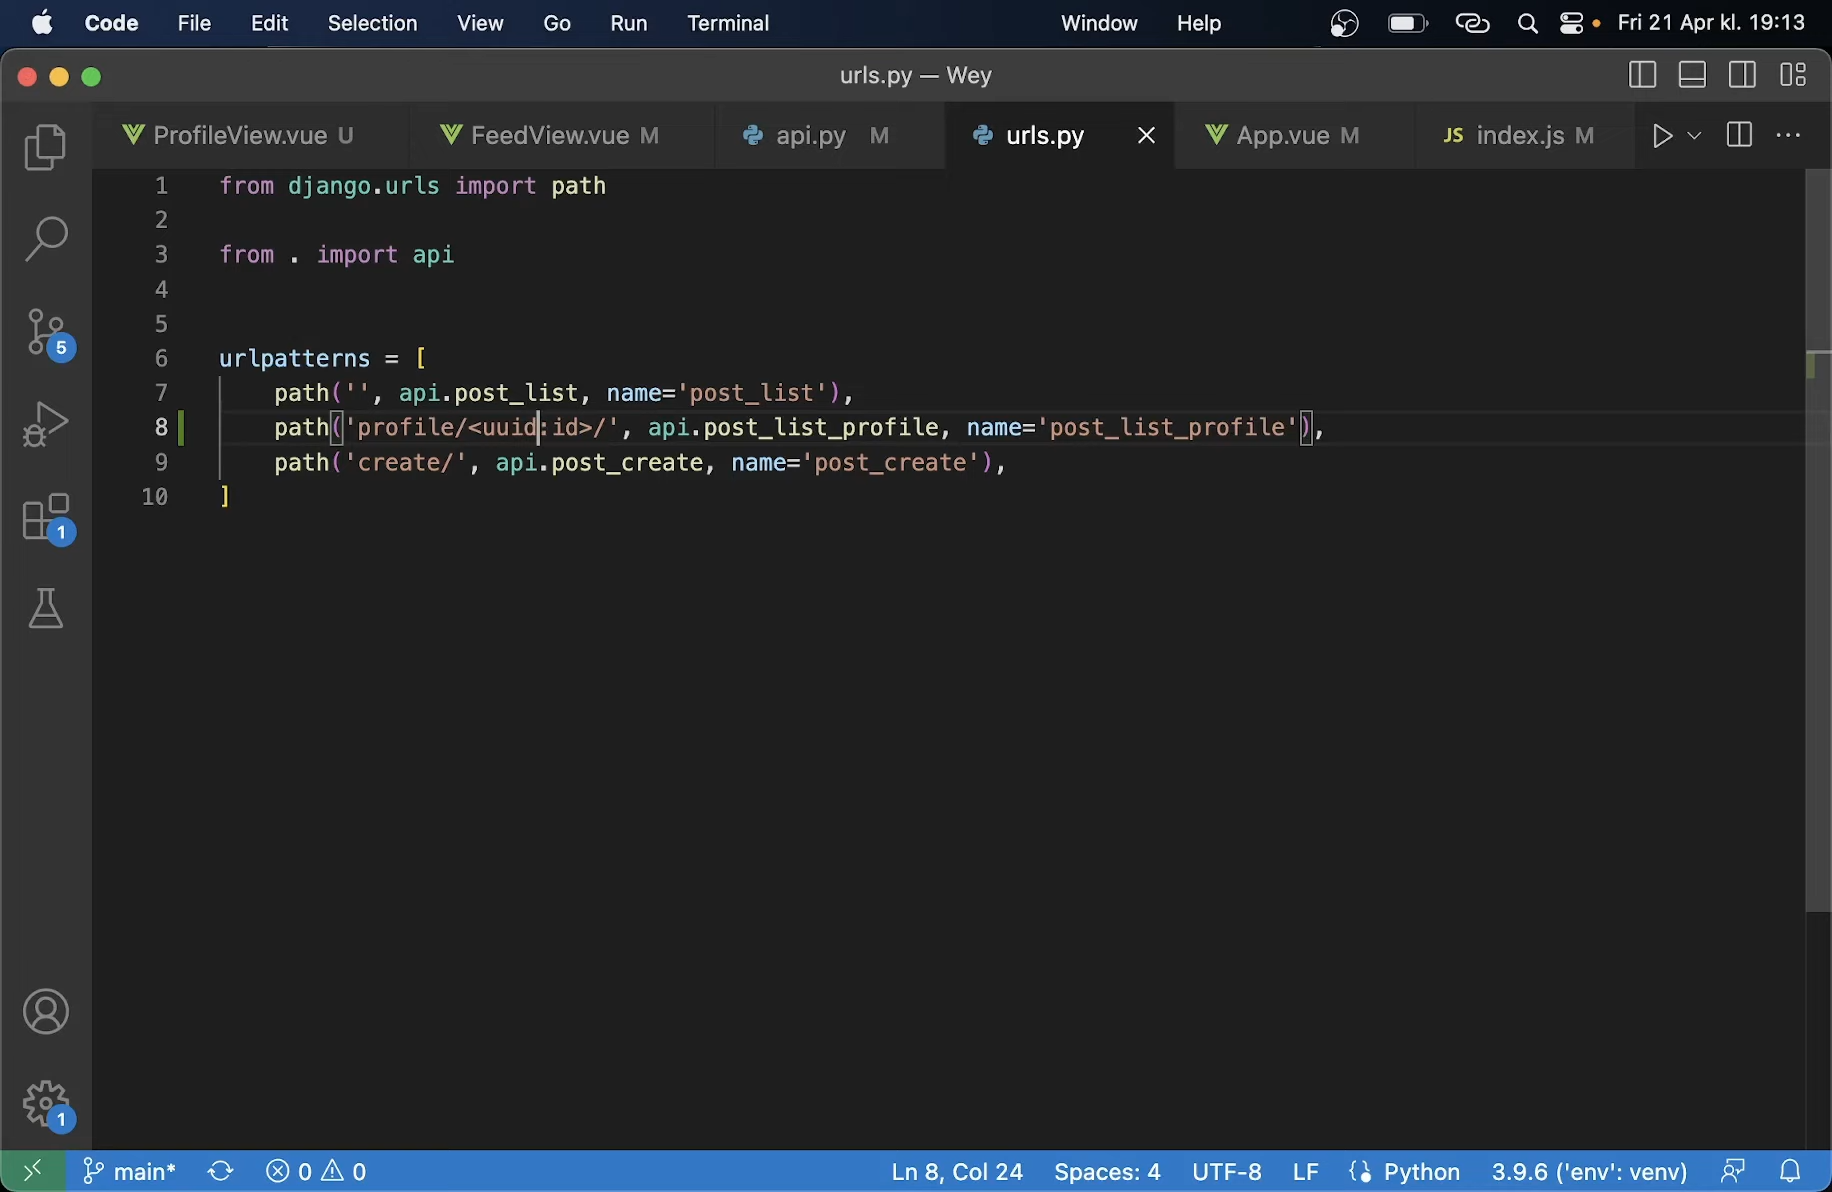 Code File Edit Selection View Go Run Terminal Window Help Fri 21 Apr kl. 19:13
urls.py — Wey
ProfileView.vue U FeedView.vue M api.py M urls.py App.vue M JS index.js M
1 from django.urls import path
2
3 from . import api
4
5
6 urlpatterns = [
7 path('', api.post_list, name='post_list'),
8 path('profile/<uuid:id>/', api.post_list_profile, name='post_list_profile'),
9 path('create/', api.post_create, name='post_create'),
10 ]
5
1
1
main* 0 0 Ln 8, Col 24 Spaces: 4 UTF-8 LF Python 3.9.6 ('env': venv)